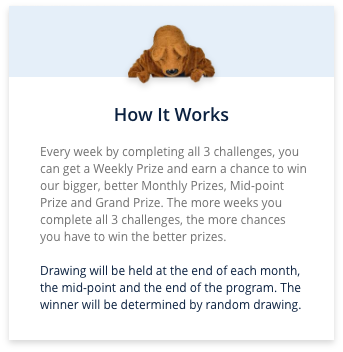 How It Works
Every week by completing all 3 challenges, you
can get a Weekly Prize and earn a chance to win
our bigger, better Monthly Prizes, Mid-point
Prize and Grand Prize. The more weeks you
complete all 3 challenges, the more chances
you have to win the better prizes.
Drawing will be held at the end of each month,
the mid-point and the end of the program. The
winner will be determined by random drawing.